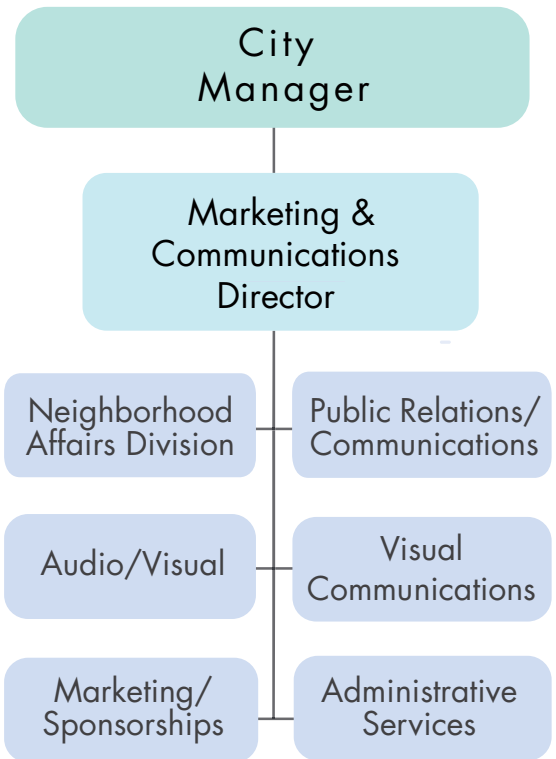 City
Manager
Marketing &
Communications
Director
Neighborhood
Affairs Division
Public Relations/
Communications
Audio/Visual
Visual
Communications
Marketing/
Sponsorships
Administrative
Services